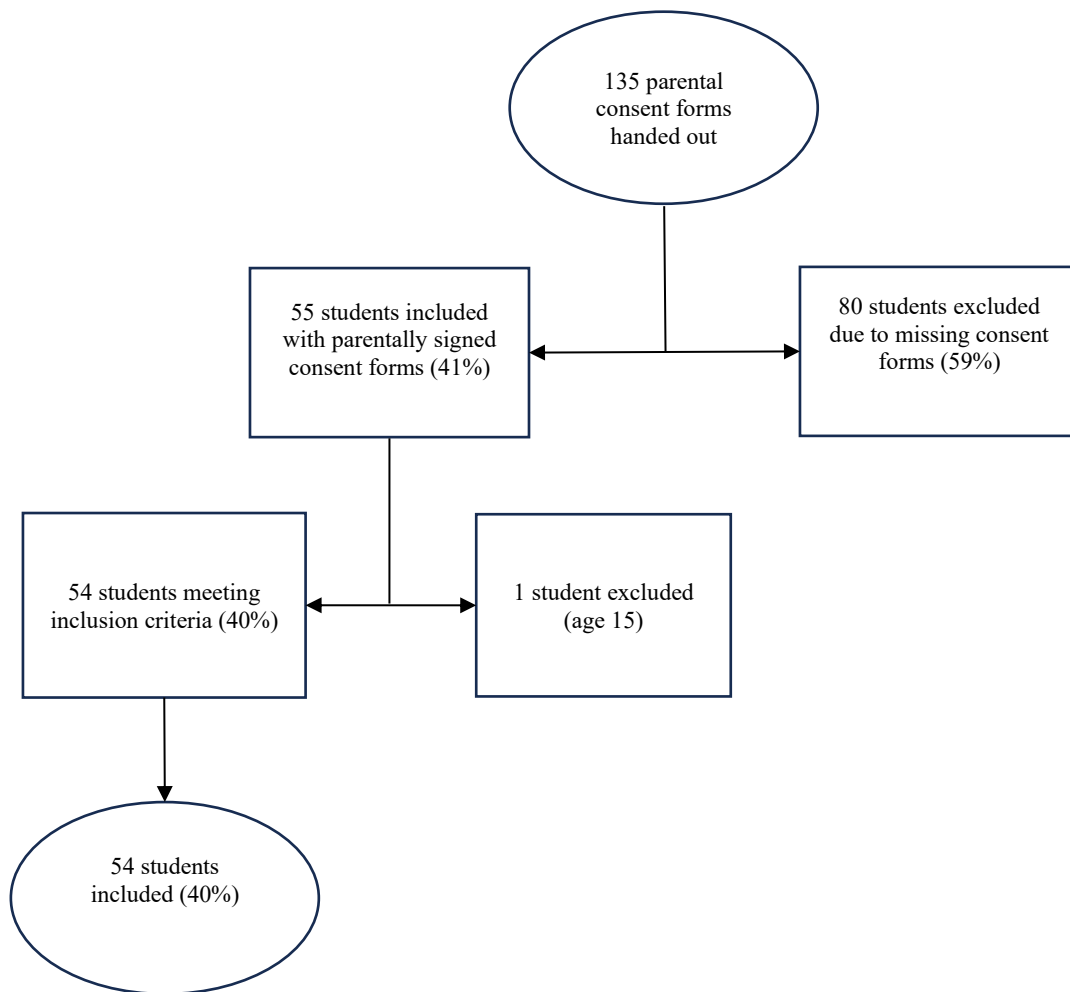 135 parental
consent forms
handed out
55 students included
with parentally signed
consent forms (41%)
80 students excluded
due to missing consent
forms (59%)
54 students meeting
inclusion criteria (40%)
1 student excluded
(age 15)
54 students
included (40%)